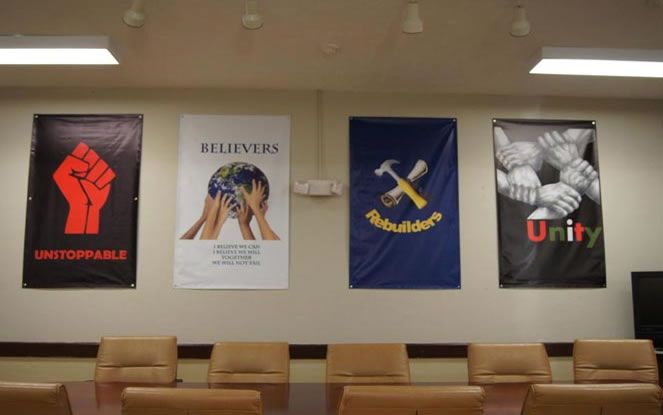 UNSTOPPABLE
BELIEVERS
I BELIEVE WE CAN
I BELIEVE WE WILL
TOGETHER
WE WILL NOT FAIL
Rebuilders
Unity